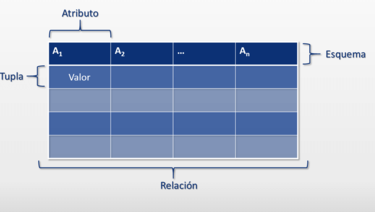 Atributo
A1 A2 ... An
Esquema
Tupla
Valor
Relación